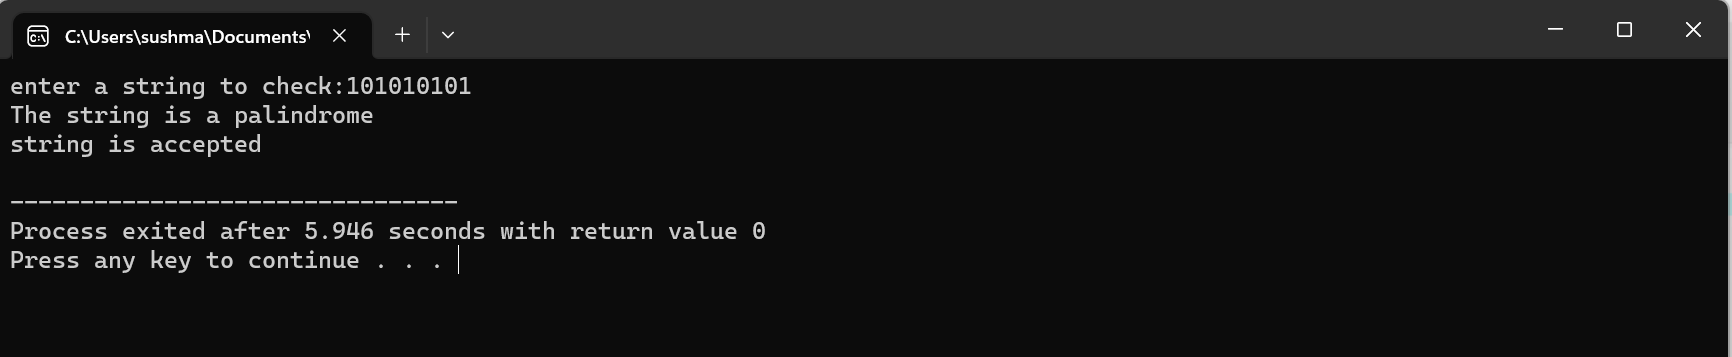 C:\Users\sushma\Documents\
enter a string to check:101010101
The string is a palindrome
string is accepted
--------------------------------
Process exited after 5.946 seconds with return value 0
Press any key to continue . . .